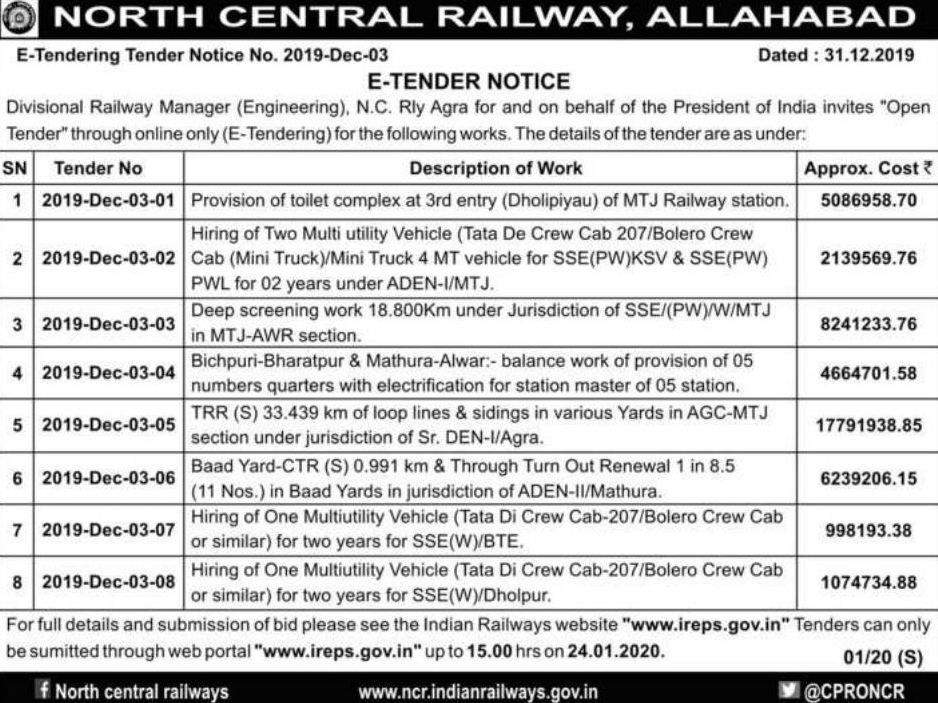 NORTH CENTRAL RAILWAY, ALLAHABAD
E-Tendering Tender Notice No. 2019-Dec-03 Dated : 31.12.2019
E-TENDER NOTICE
Divisional Railway Manager (Engineering), N.C. Rly Agra for and on behalf of the President of India invites "Open
Tender" through online only (E-Tendering) for the following works. The details of the tender are as under:
SN Tender No Description of Work Approx. Cost ₹
1 2019-Dec-03-01 Provision of toilet complex at 3rd entry (Dholipiyau) of MTJ Railway station. 5086958.70
2 2019-Dec-03-02 Hiring of Two Multi utility Vehicle (Tata De Crew Cab 207/Bolero Crew
Cab (Mini Truck)/Mini Truck 4 MT vehicle for SSE(PW)KSV & SSE(PW)
PWL for 02 years under ADEN-I/MTJ. 2139569.76
3 2019-Dec-03-03 Deep screening work 18.800Km under Jurisdiction of SSE/(PW)/W/MTJ
in MTJ-AWR section. 8241233.76
4 2019-Dec-03-04 Bichpuri-Bharatpur & Mathura-Alwar:- balance work of provision of 05
numbers quarters with electrification for station master of 05 station. 4664701.58
5 2019-Dec-03-05 TRR (S) 33.439 km of loop lines & sidings in various Yards in AGC-MTJ
section under jurisdiction of Sr. DEN-I/Agra. 17791938.85
6 2019-Dec-03-06 Baad Yard-CTR (S) 0.991 km & Through Turn Out Renewal 1 in 8.5
(11 Nos.) in Baad Yards in jurisdiction of ADEN-II/Mathura. 6239206.15
7 2019-Dec-03-07 Hiring of One Multiutility Vehicle (Tata Di Crew Cab-207/Bolero Crew Cab
or similar) for two years for SSE(W)/BTE. 998193.38
8 2019-Dec-03-08 Hiring of One Multiutility Vehicle (Tata Di Crew Cab-207/Bolero Crew Cab
or similar) for two years for SSE(W)/Dholpur. 1074734.88
For full details and submission of bid please see the Indian Railways website "www.ireps.gov.in" Tenders can only
be sumitted through web portal "www.ireps.gov.in" up to 15.00 hrs on 24.01.2020.
01/20 (S)
North central railways www.ncr.indianrailways.gov.in @CPRONCR